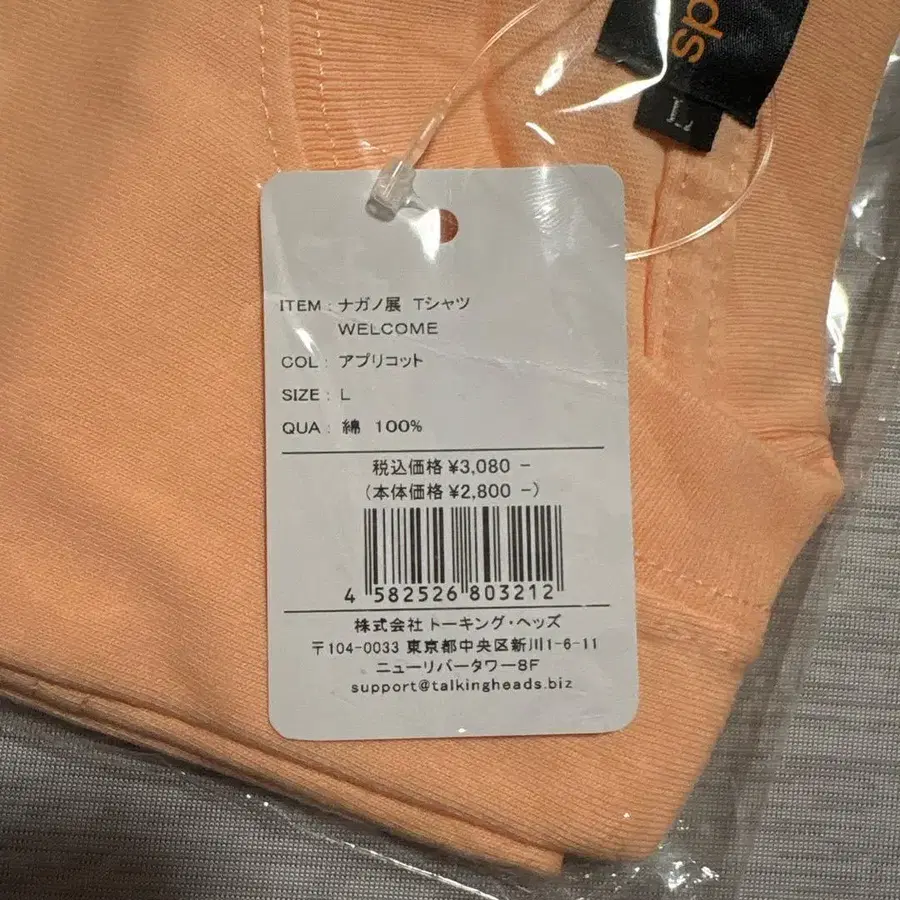 L
ITEM : ナガノ展 Tシャツ
WELCOME
COL : アプリコット
SIZE : L
QUA : 綿 100%
税込価格 ¥3,080 -
(本体価格 ¥2,800 -)
4 582526 803212
株式会社 トーキング・ヘッズ
〒104-0033 東京都中央区新川1-6-11
ニューリバータワー8F
support@talkingheads.biz